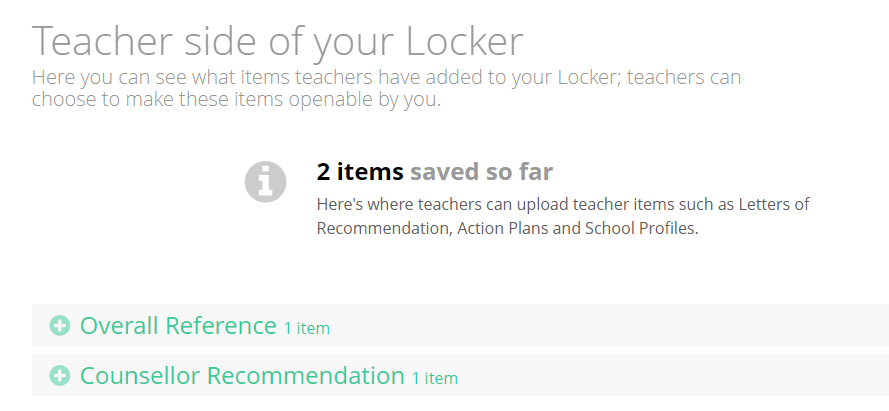 Teacher side of your Locker
Here you can see what items teachers have added to your Locker; teachers can
choose to make these items openable by you.
2 items saved so far
Here's where teachers can upload teacher items such as Letters of
Recommendation, Action Plans and School Profiles.
Overall Reference 1 item
Counsellor Recommendation 1 item